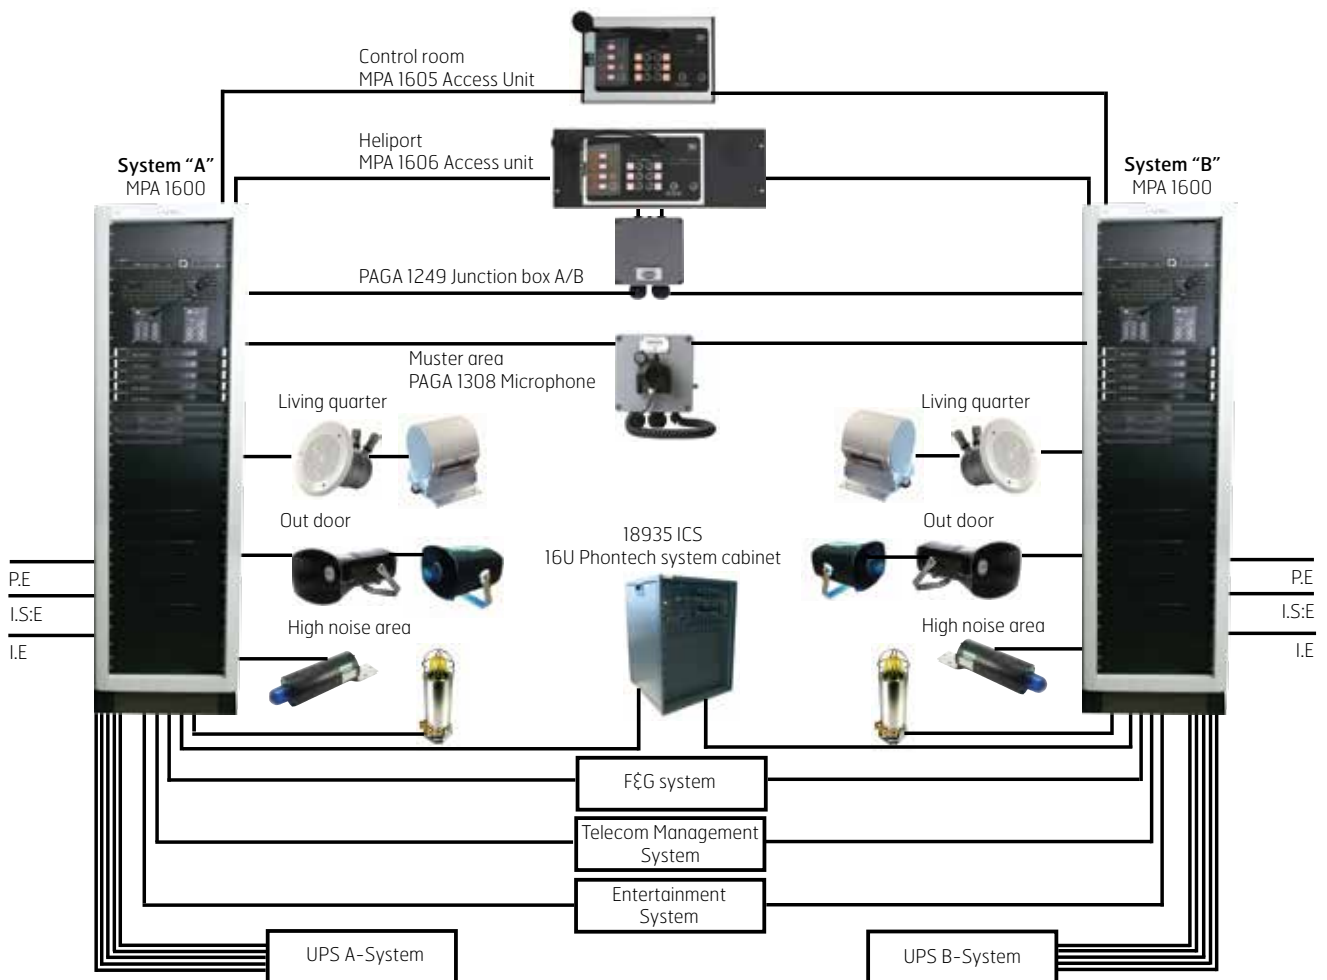 Control room
MPA 1605 Access Unit
Heliport
MPA 1606 Access unit
System “A”
MPA 1600
System “B”
MPA 1600
PAGA 1249 Junction box A/B
Muster area
PAGA 1308 Microphone
Living quarter
Living quarter
Out door
Out door
18935 ICS
16U Phontech system cabinet
P.E
I.S:E
I.E
P.E
I.S:E
I.E
High noise area
High noise area
F&G system
Telecom Management
System
Entertainment
System
UPS A-System
UPS B-System